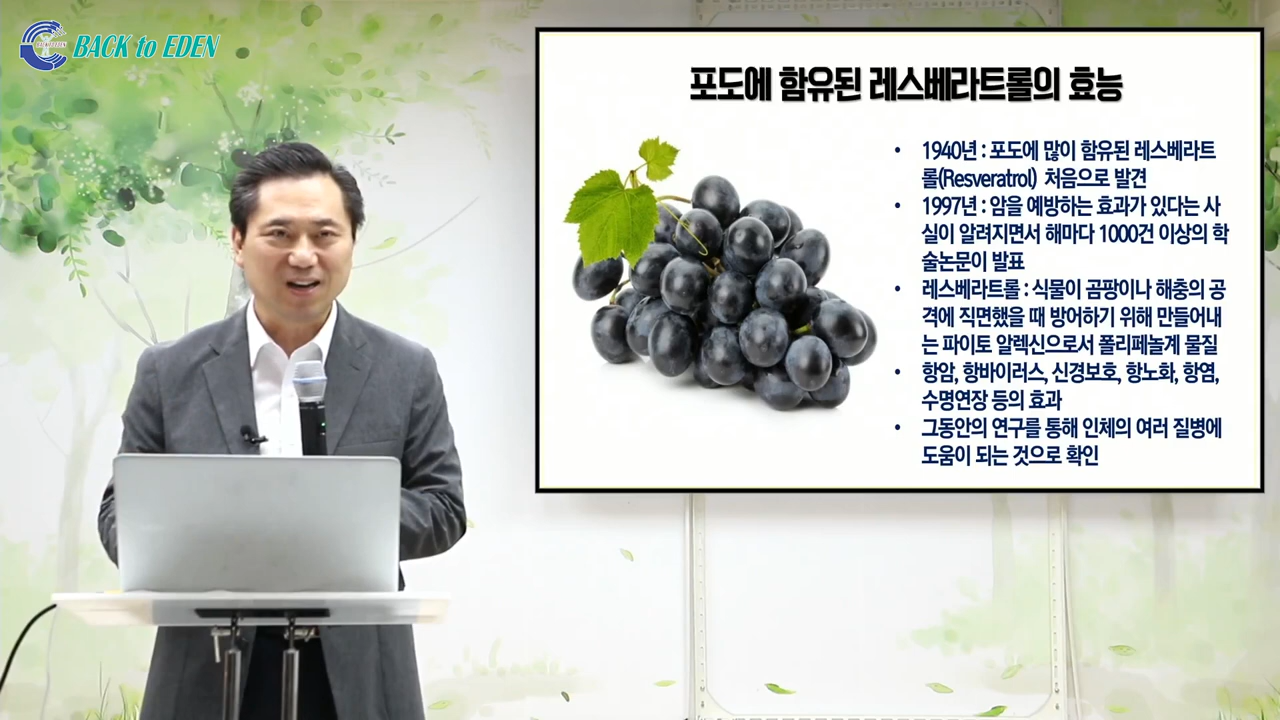 BACK to EDEN
포도에 함유된 레스베라트롤의 효능
• 1940년 : 포도에 많이 함유된 레스베라트
롤(Resveratrol) 처음으로 발견
• 1997년 : 암을 예방하는 효과가 있다는 사
실이 알려지면서 해마다 1000건 이상의 학
술논문이 발표
• 레스베라트롤 : 식물이 곰팡이나 해충의 공
격에 직면했을 때 방어하기 위해 만들어내
는 파이토 알렉신으로서 폴리페놀계 물질
• 항암, 항바이러스, 신경보호, 항노화, 항염,
수명연장 등의 효과
• 그동안의 연구를 통해 인체의 여러 질병에
도움이 되는 것으로 확인